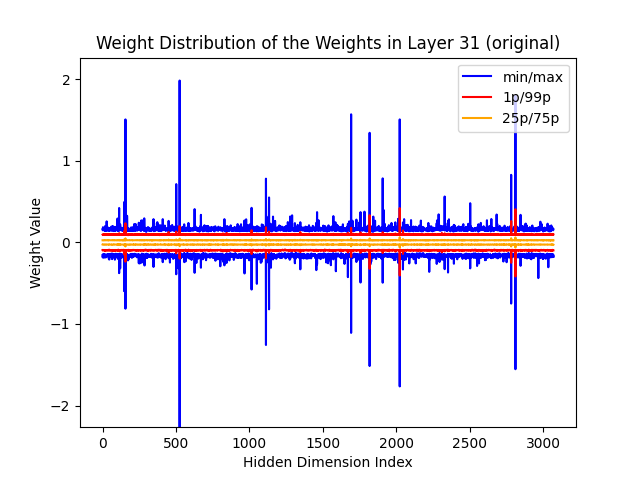 Weight Distribution of the Weights in Layer 31 (original)
min/max
1p/99p
25p/75p
2
1
0
−1
−2
Weight Value
0 500 1000 1500 2000 2500 3000
Hidden Dimension Index